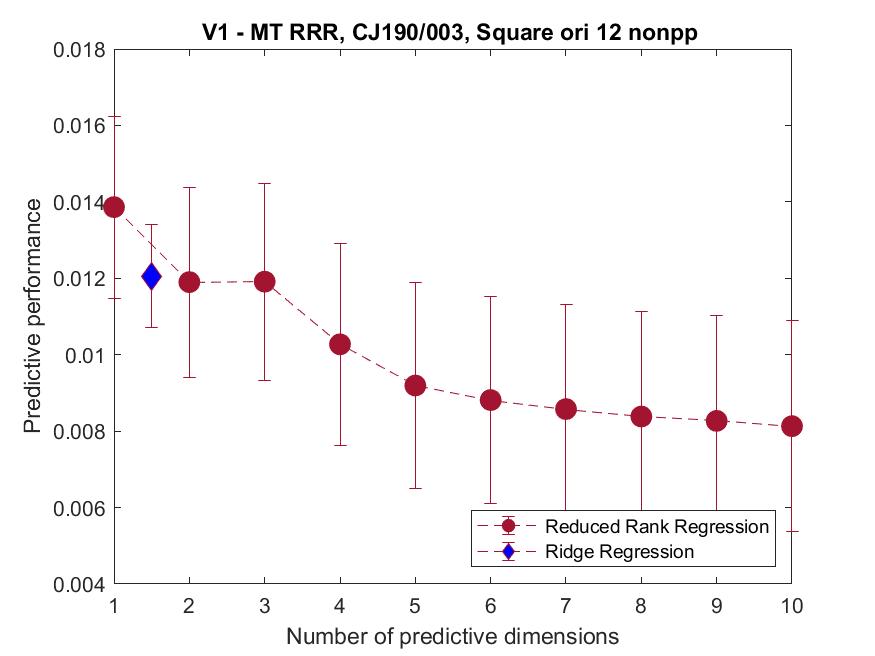 V1 - MT RRR, CJ190/003, Square ori 12 nonpp
0.018
0.016
0.014
0.012
0.01
0.008
0.006
0.004
Predictive performance
Reduced Rank Regression
Ridge Regression
1 2 3 4 5 6 7 8 9 10
Number of predictive dimensions